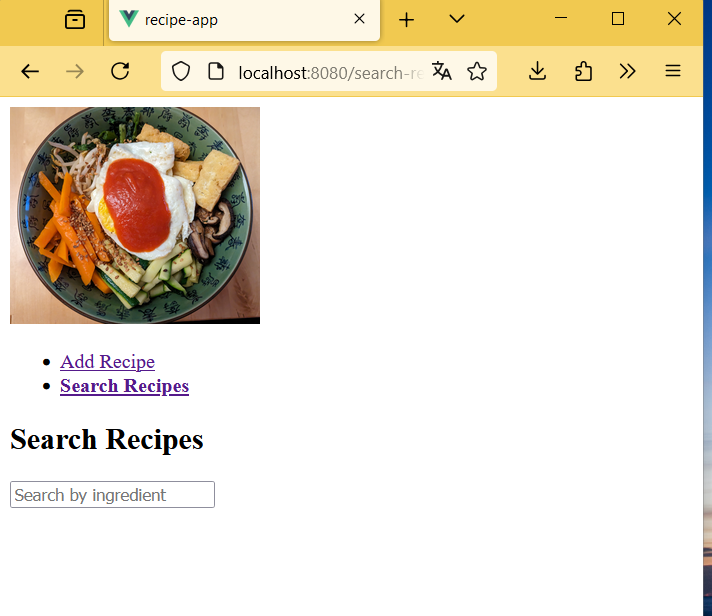 recipe-app
localhost:8080/search-re
Add Recipe
Search Recipes
Search Recipes
Search by ingredient